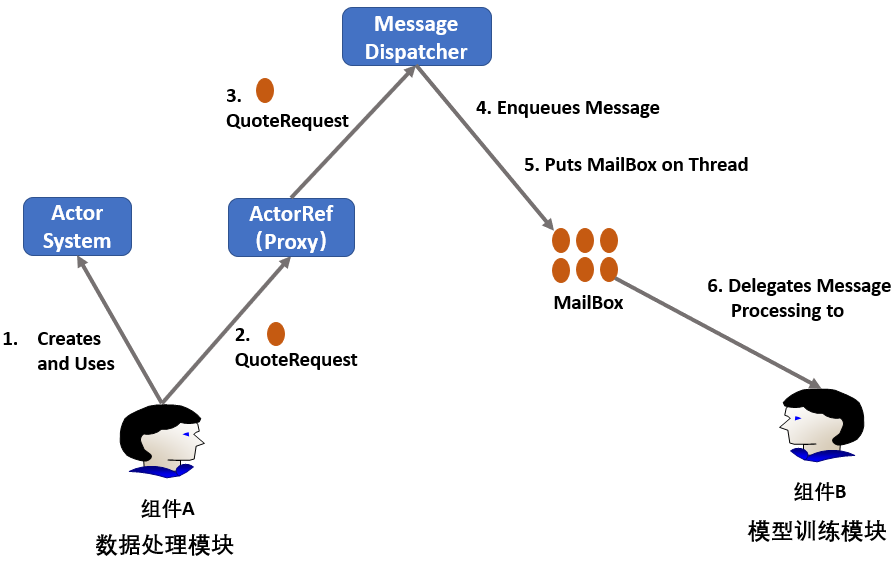 Message
Dispatcher
3.
QuoteRequest
4. Enqueues Message
5. Puts MailBox on Thread
Actor
System
ActorRef
（Proxy）
MailBox
6. Delegates Message
Processing to
1. Creates
and Uses
2.
QuoteRequest
组件A
数据处理模块
组件B
模型训练模块